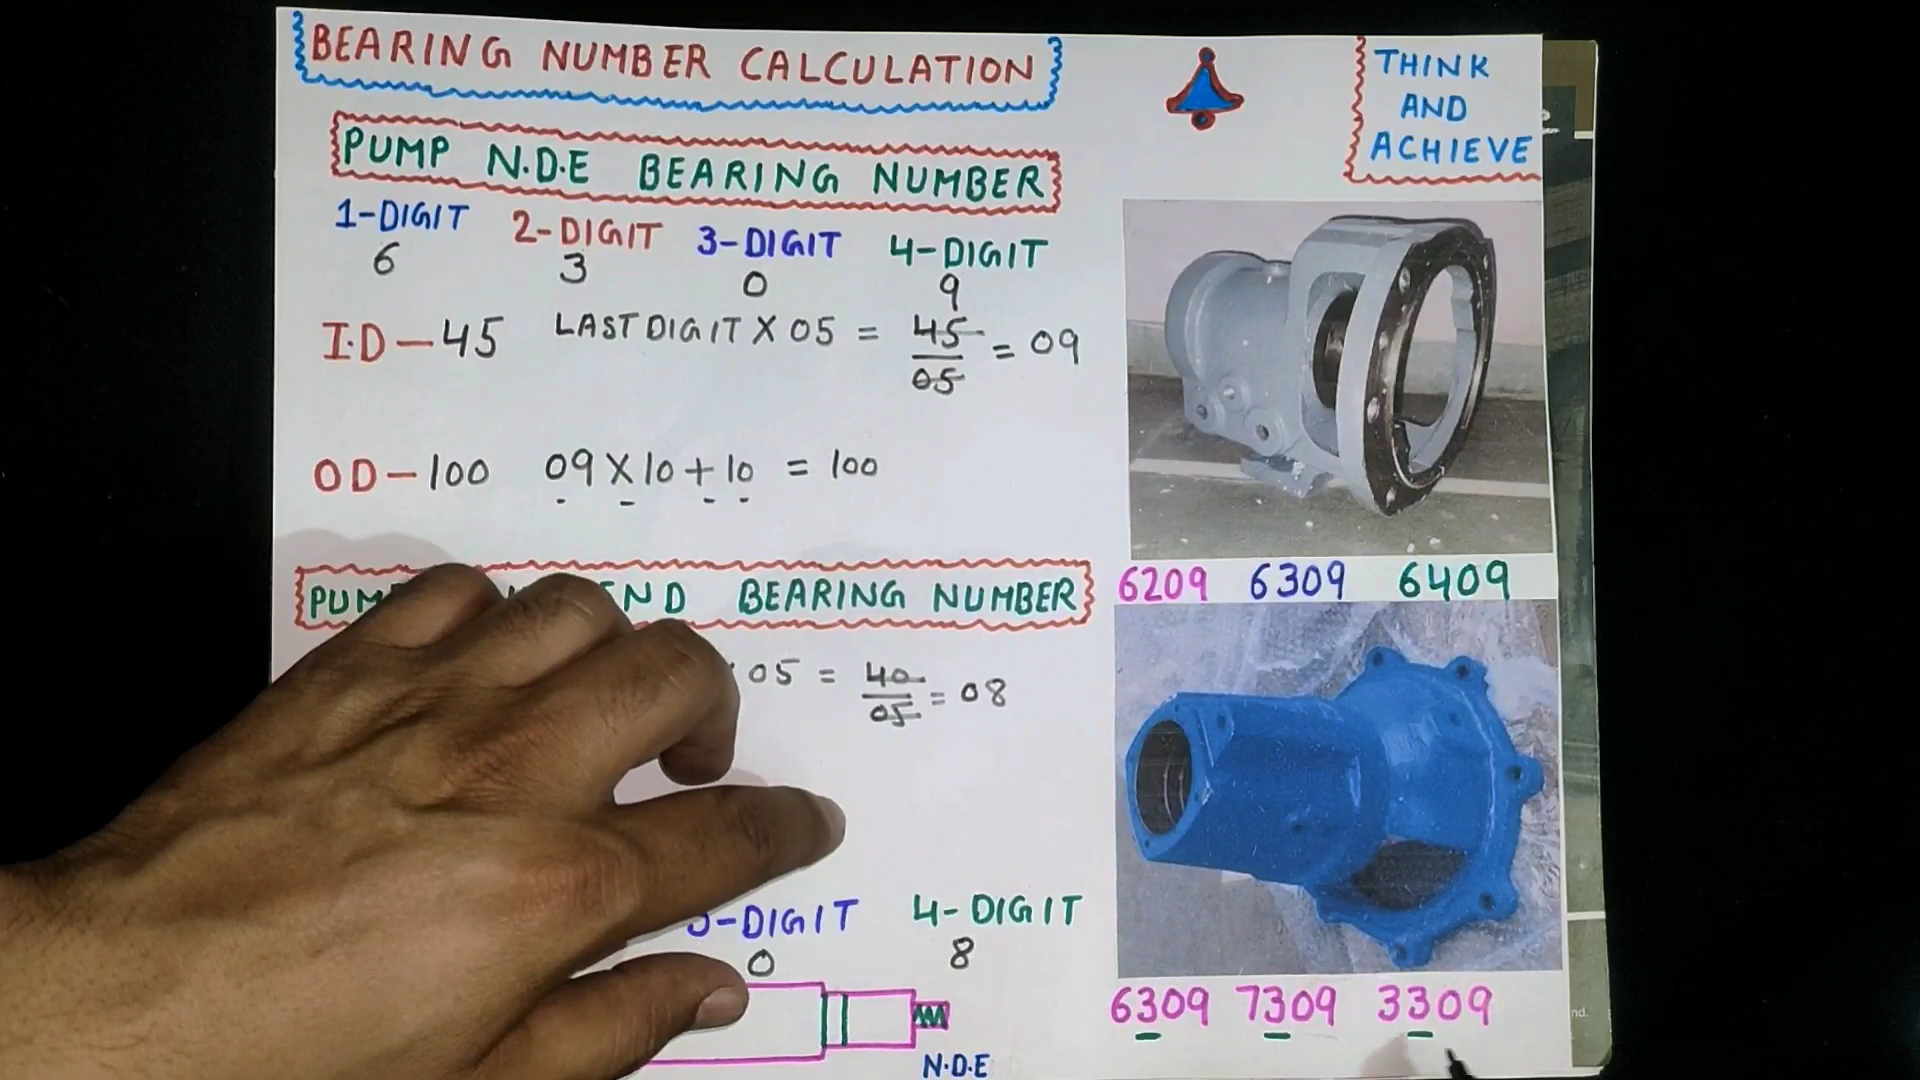 BEARING NUMBER CALCULATION
THINK
AND
ACHIEVE
PUMP N.D.E BEARING NUMBER
1-DIGIT 2-DIGIT 3-DIGIT 4-DIGIT
6 3 0 9
I.D-45 LAST DIGIT X 05 = 45/05 = 09
OD-100 09 X 10 + 10 = 100
6209 6309 6409
BEARING NUMBER
05 = 40/05 = 08
-DIGIT 4-DIGIT
0 8
6309 7309 3309
N.D.E
nd.